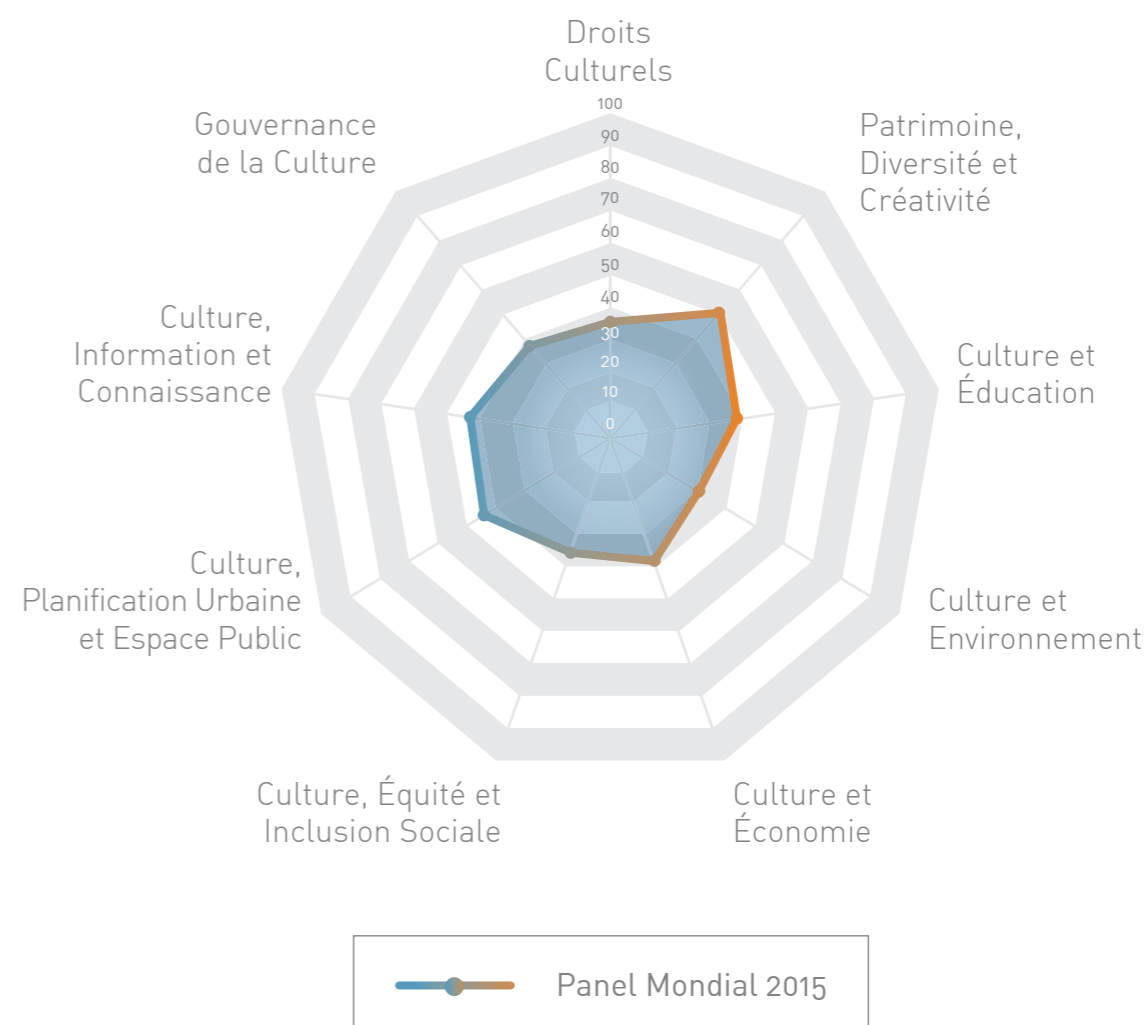 Droits
Culturels
Gouvernance
de la Culture
Patrimoine,
Diversité et
Créativité
100
90
80
70
60
50
40
30
20
10
0
Culture,
Information et
Connaissance
Culture et
Éducation
Culture,
Planification Urbaine
et Espace Public
Culture et
Environnement
Culture, Équité et
Inclusion Sociale
Culture et
Économie
Panel Mondial 2015